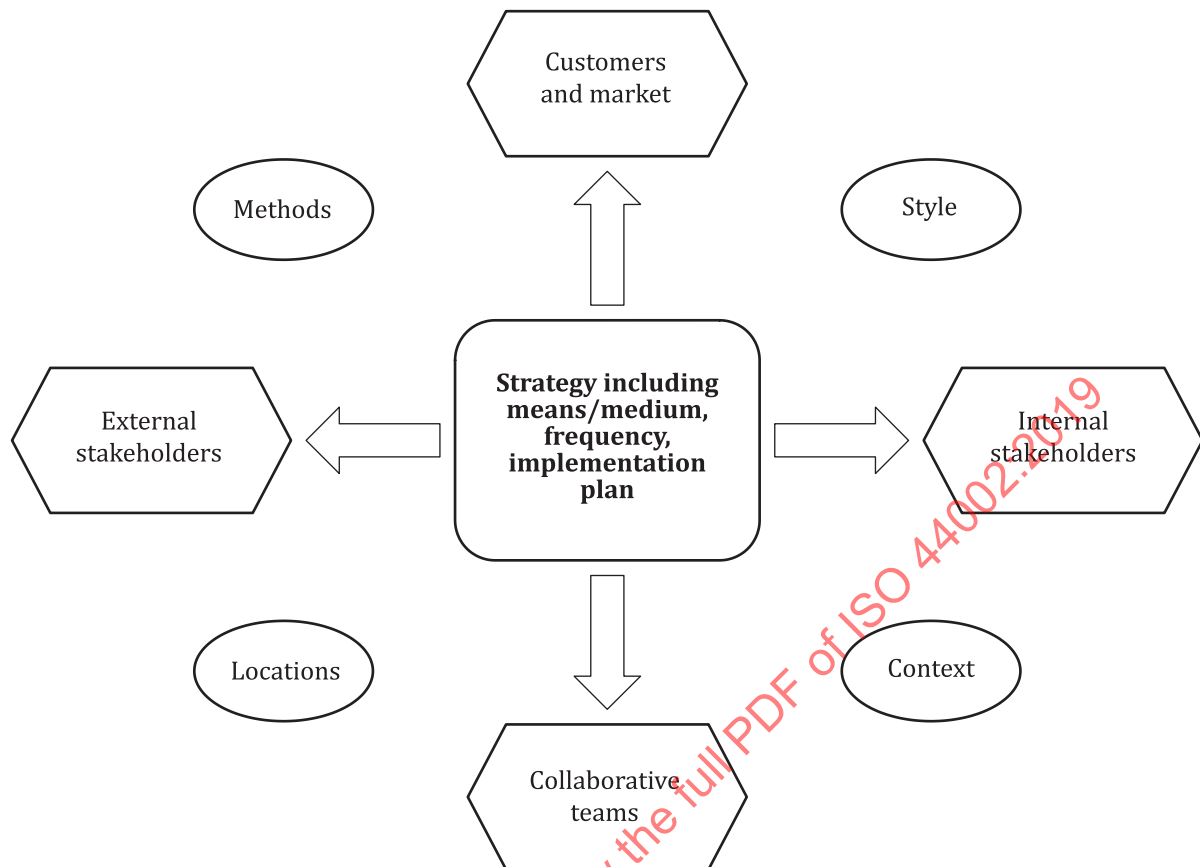 Customers
and market
Methods
Style
Strategy including
means/medium,
frequency,
implementation
plan
External
stakeholders
Internal
stakeholders
Locations
Context
Collaborative
teams
the full PDF of ISO 44002:2019